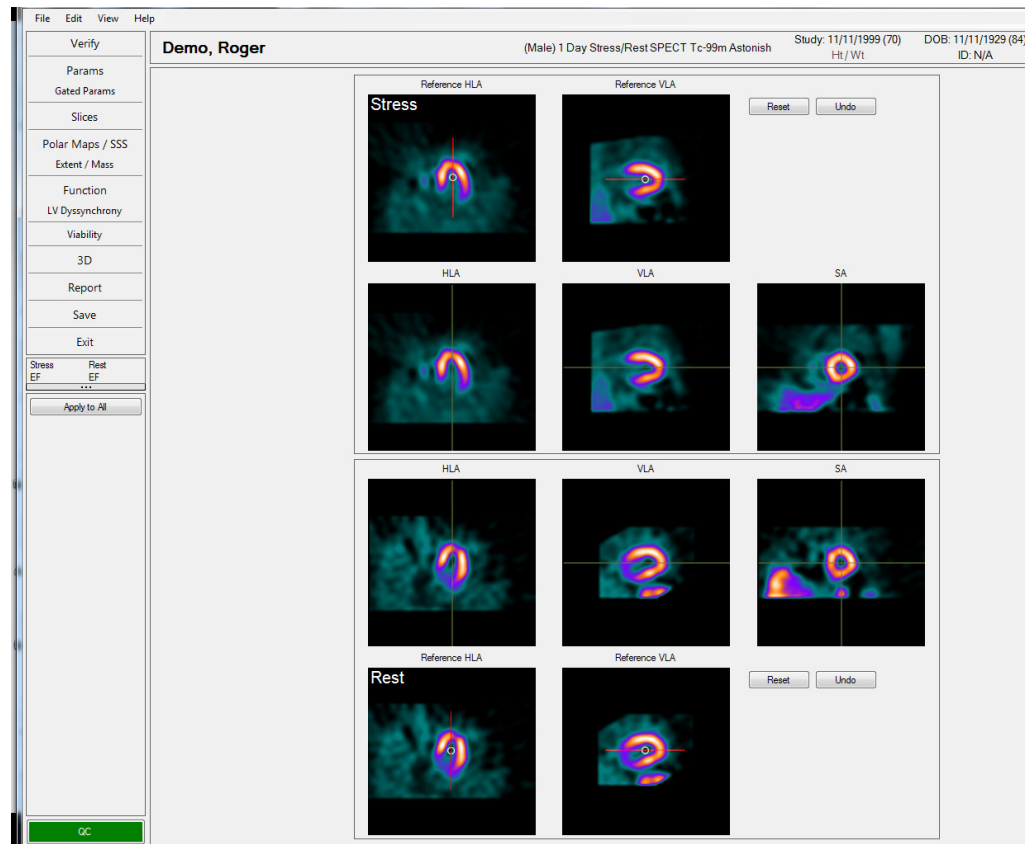 File Edit View Help
Verify
Params
Gated Params
Slices
Polar Maps / SSS
Extent / Mass
Function
LV Dyssynchrony
Viability
3D
Report
Save
Exit
Stress Rest
EF EF
Apply to All
QC
Demo, Roger
(Male) 1 Day Stress/Rest SPECT Tc-99m Astonish
Study: 11/11/1999 (70) DOB: 11/11/1929 (84)
Ht / Wt ID: N/A
Reference HLA Reference VLA
Stress
Reset Undo
HLA VLA SA
HLA VLA SA
Reference HLA Reference VLA
Rest
Reset Undo